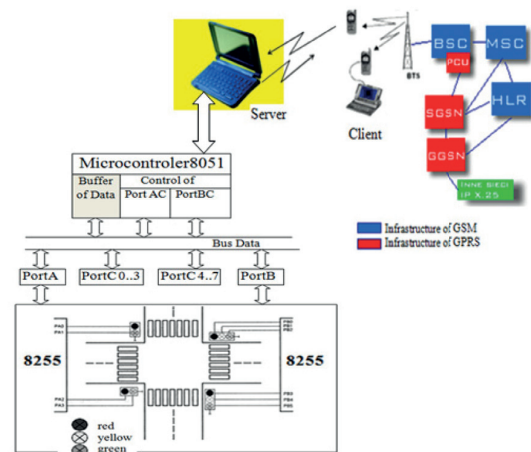 BSC
MSC
PCU
BTS
HLR
Server
Client
SGSN
GGSN
INNE SIECI
IP X.25
Microcontroler8051
Buffer
of Data
Control of
Port AC
PortBC
Infrastructure of GSM
Infrastructure of GPRS
Bus Data
PortA
PortC 0..3
PortC 4..7
PortB
PA0
PA1
PB0
PB1
PB2
8255
8255
PA2
PA3
PB3
PB4
PB5
red
yellow
green